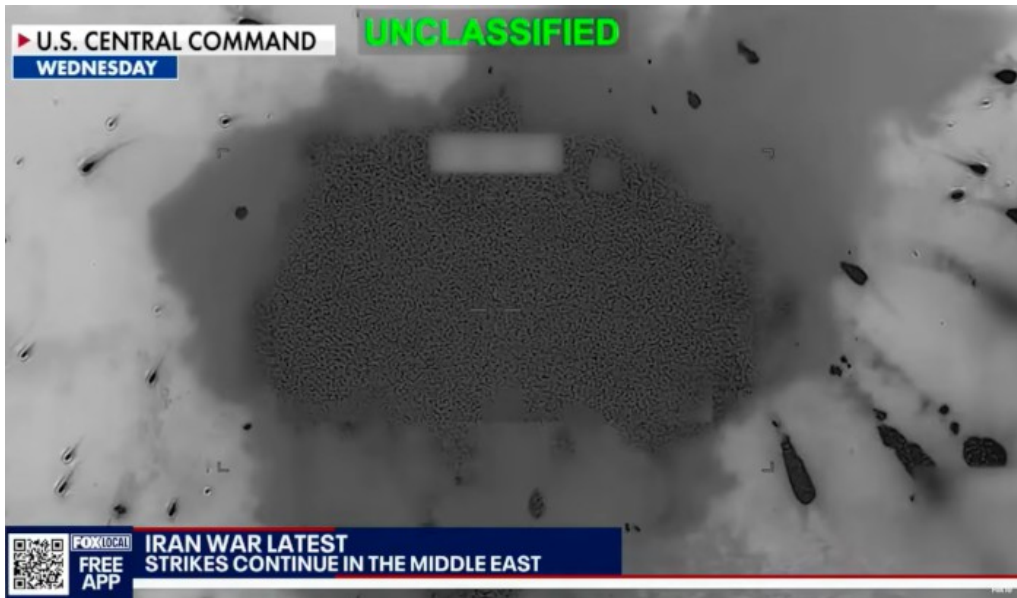 U.S. CENTRAL COMMAND
WEDNESDAY
UNCLASSIFIED
FOX LOCAL
FREE
APP
IRAN WAR LATEST
STRIKES CONTINUE IN THE MIDDLE EAST